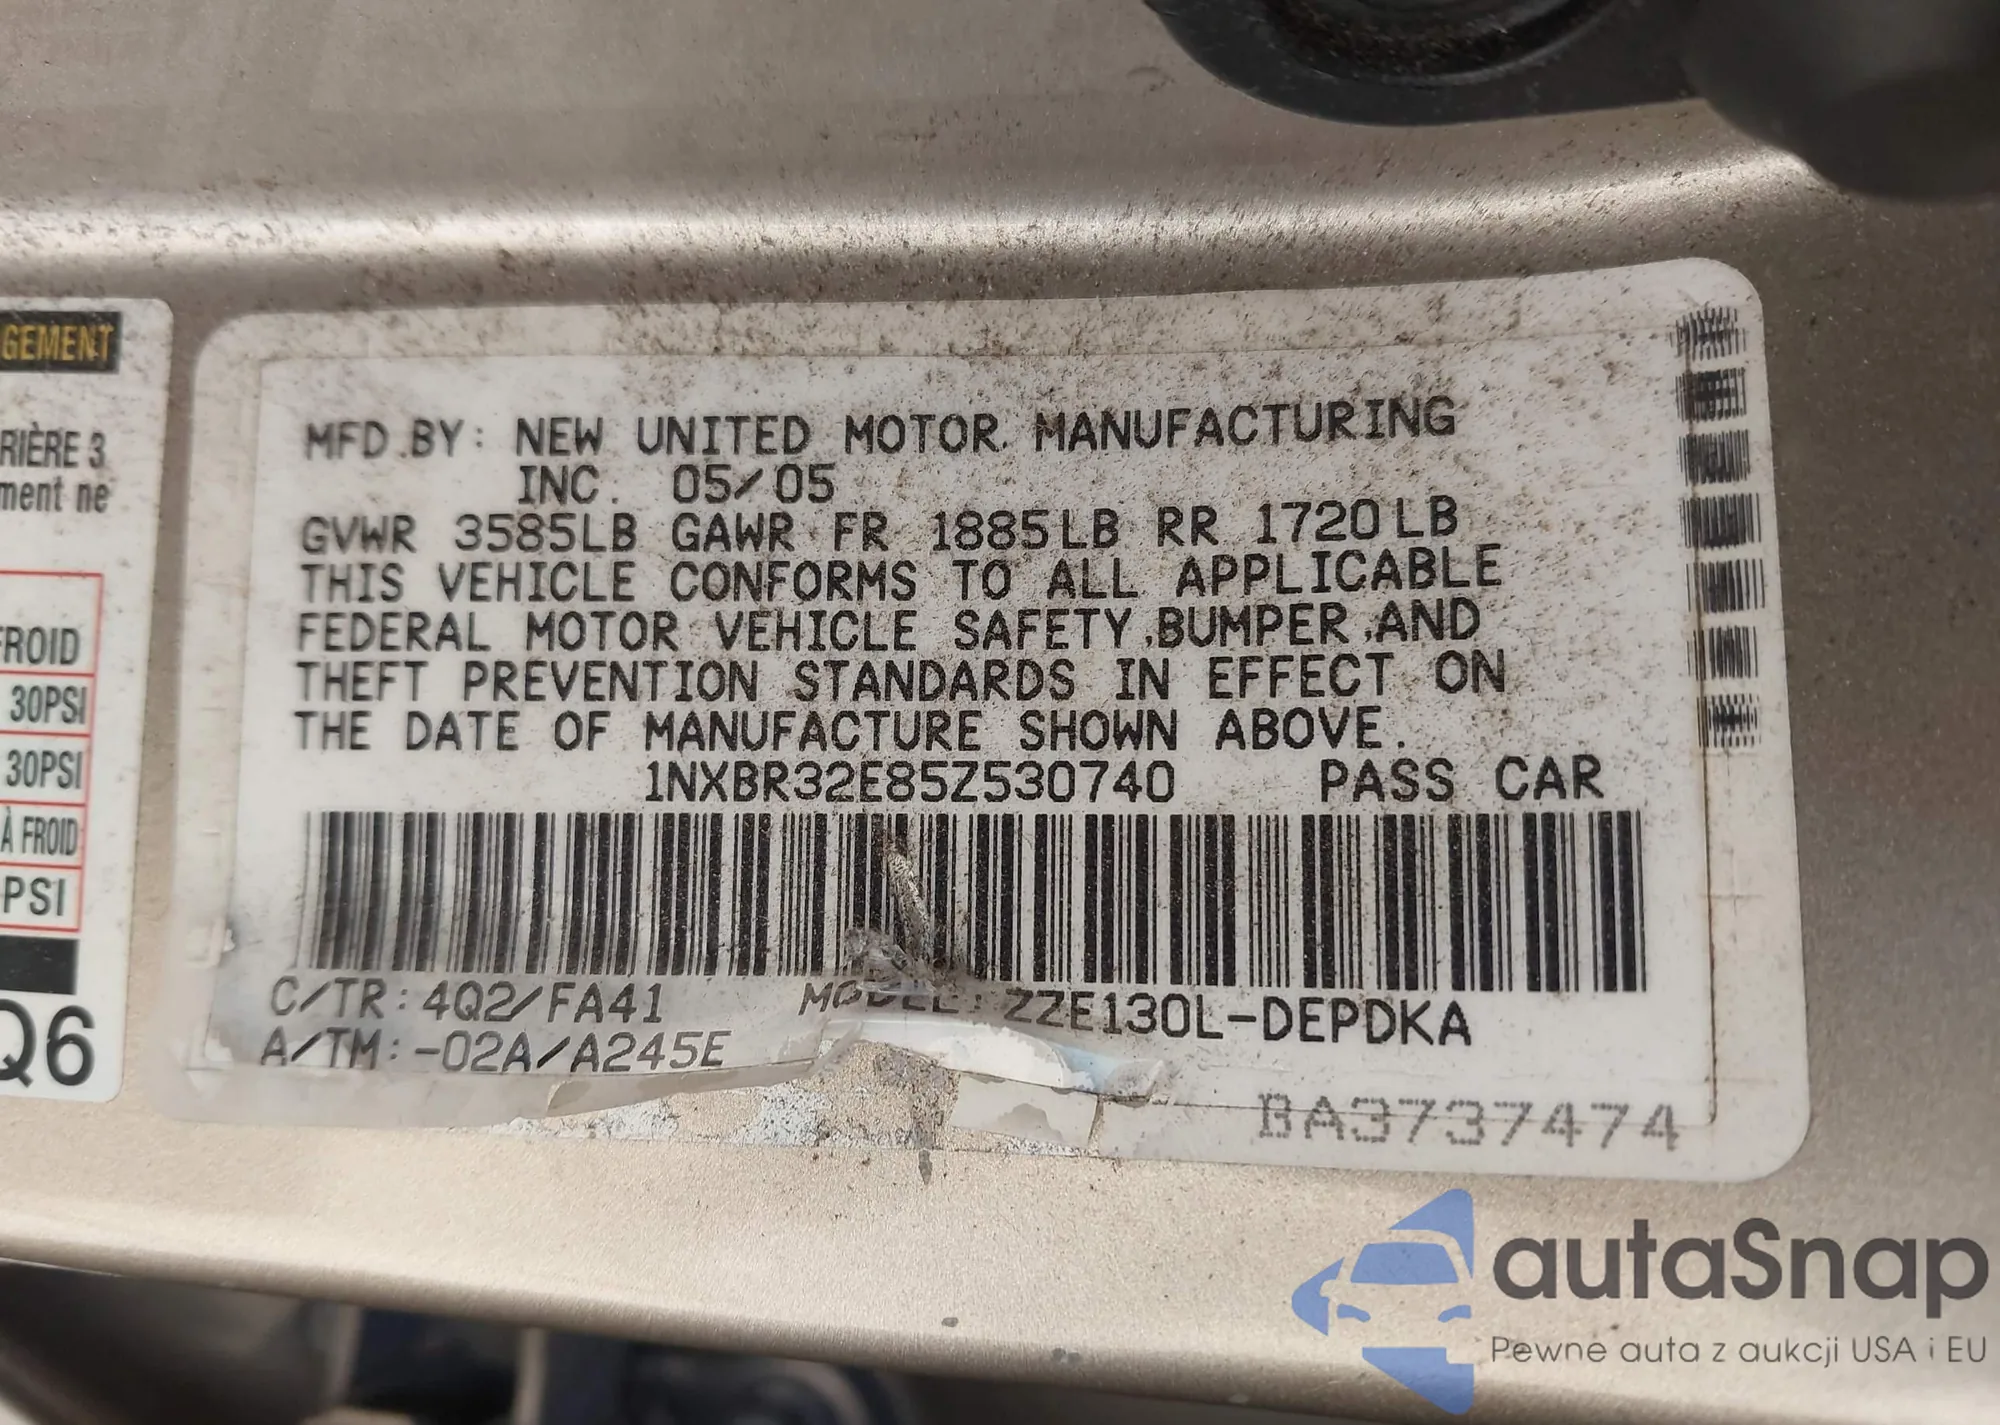 GEMENT
RIÈRE 3
ment ne
FROID
30PSI
30PSI
À FROID
PSI
Q6
MFD.BY: NEW UNITED MOTOR MANUFACTURING
INC. 05/05
GVWR 3585LB GAWR FR 1885LB RR 1720LB
THIS VEHICLE CONFORMS TO ALL APPLICABLE
FEDERAL MOTOR VEHICLE SAFETY,BUMPER,AND
THEFT PREVENTION STANDARDS IN EFFECT ON
THE DATE OF MANUFACTURE SHOWN ABOVE.
1NXBR32E85Z530740 PASS CAR
C/TR:4Q2/FA41 MODEL:ZZE130L-DEPDKA
A/TM:-02A/A245E
BA3737474
autaSnap
Pewne auta z aukcji USA i EU